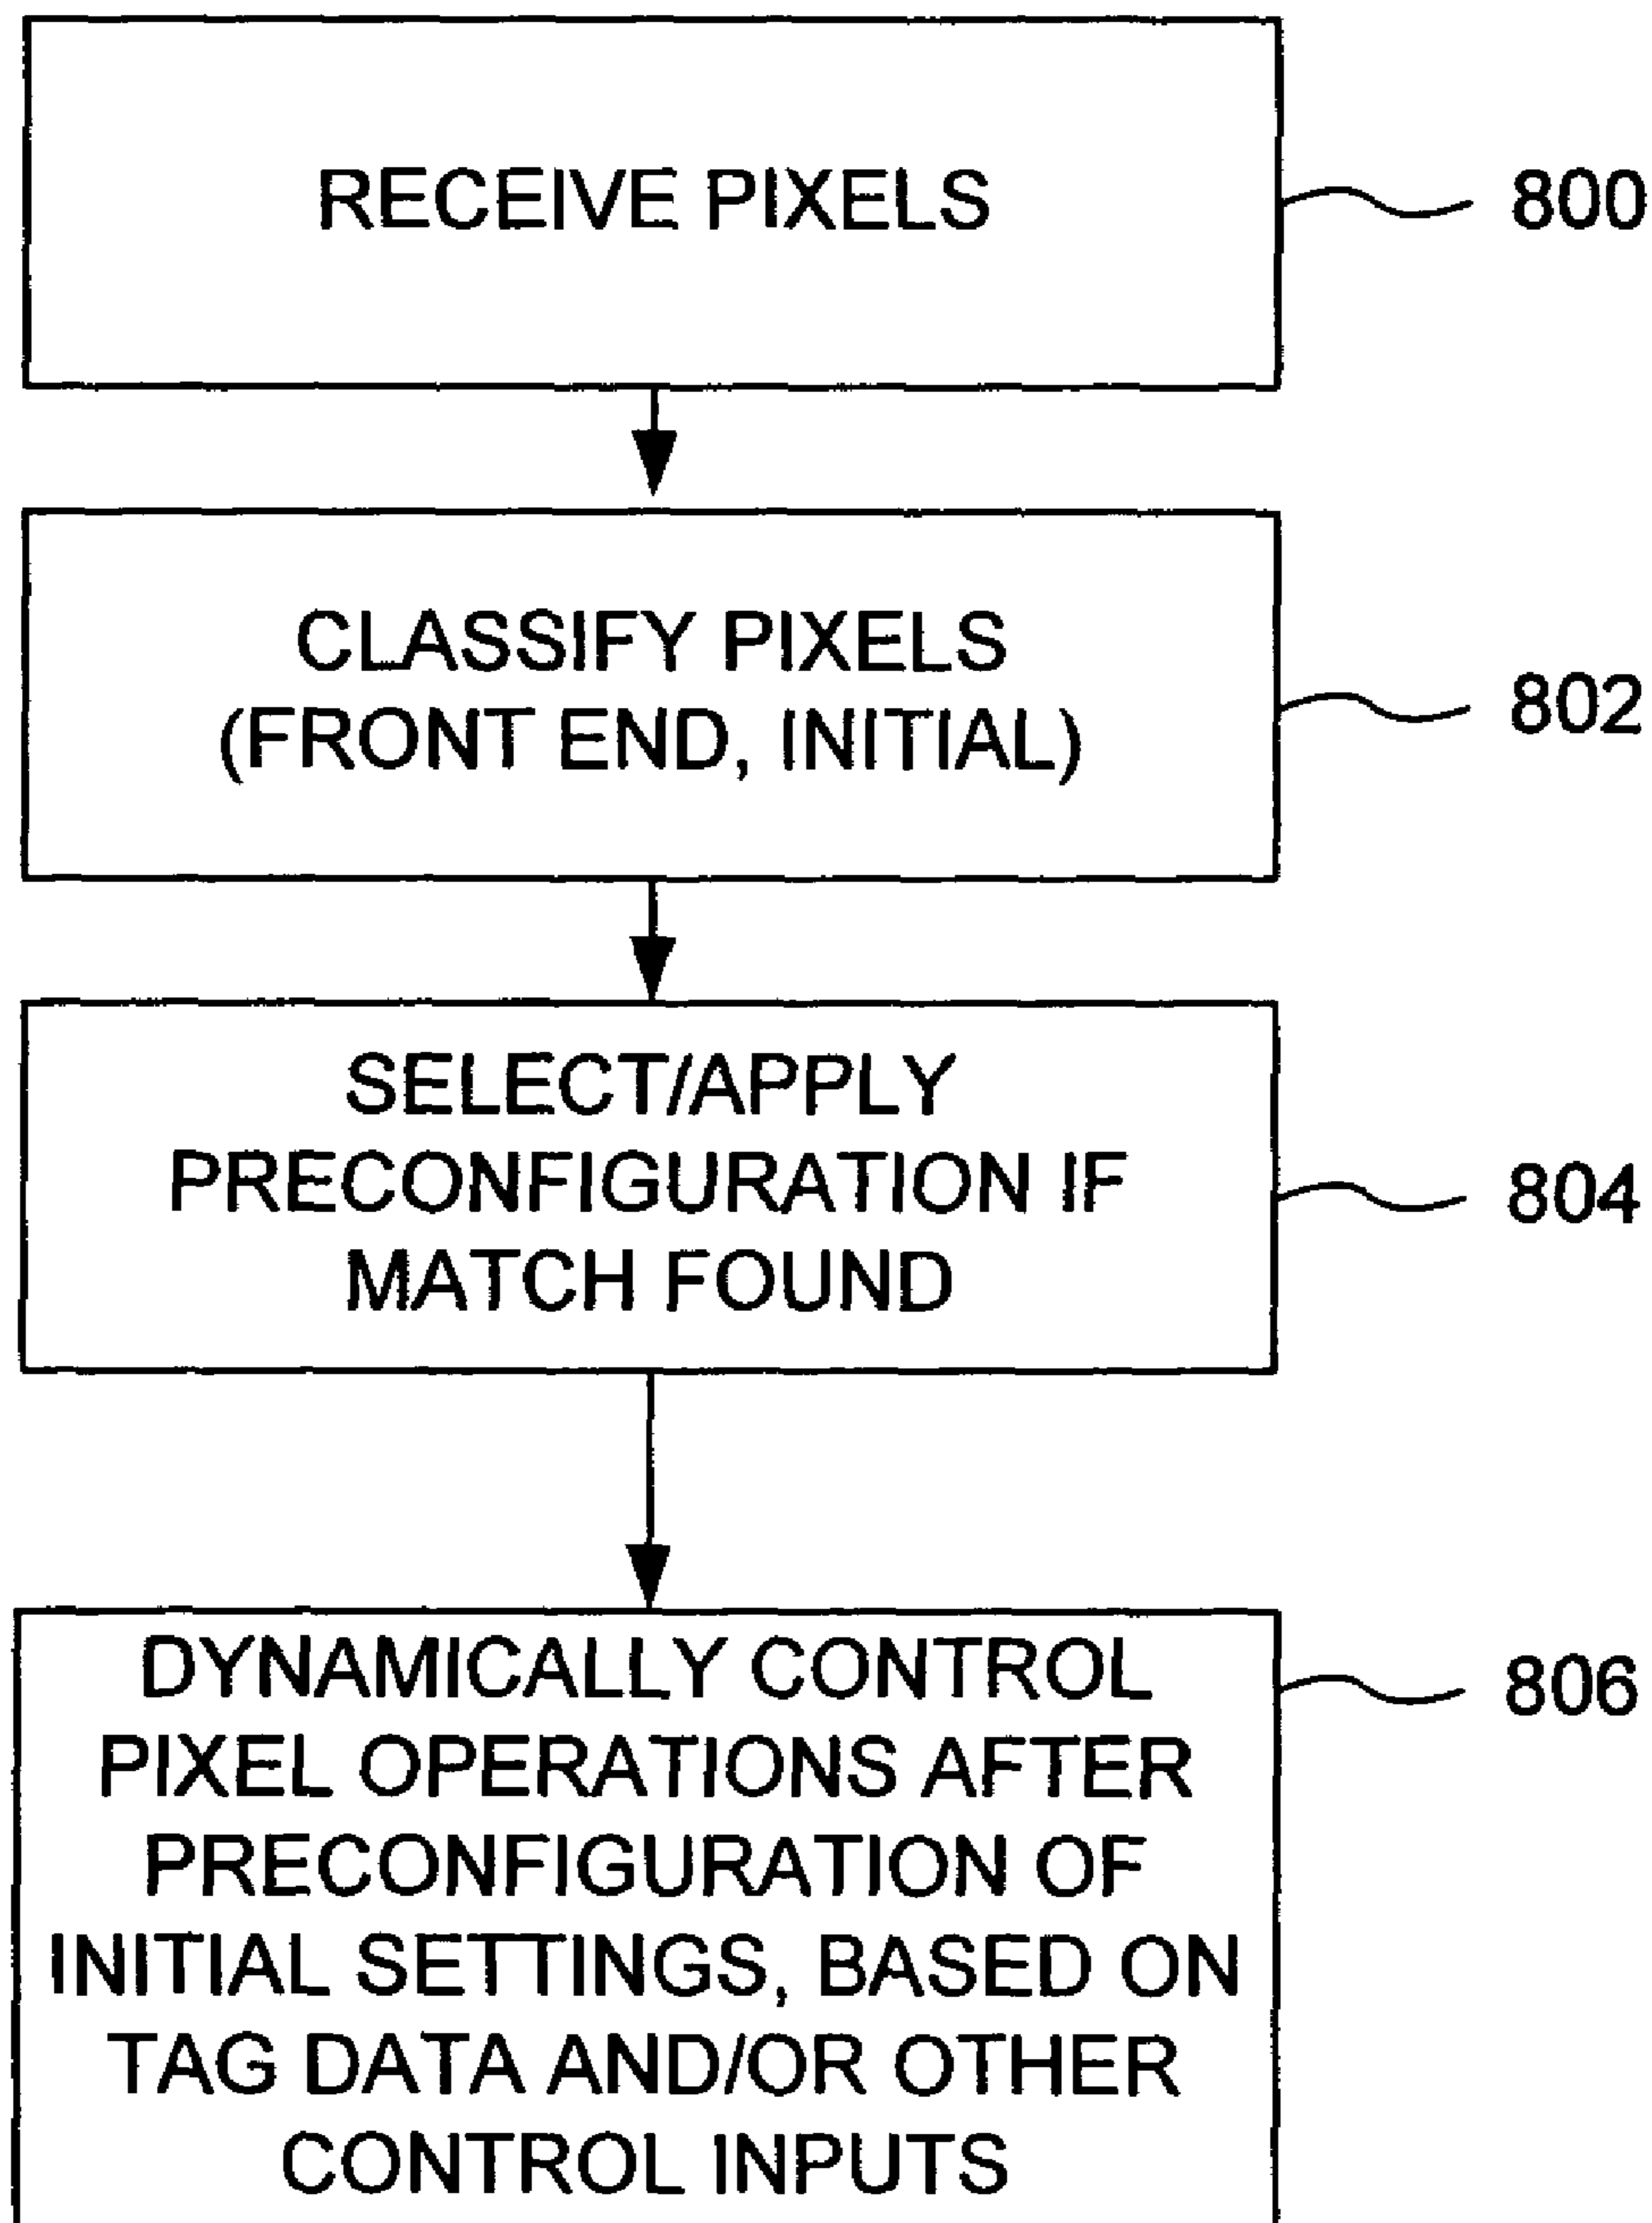 RECEIVE PIXELS
800
CLASSIFY PIXELS
(FRONT END, INITIAL)
802
SELECT/APPLY
PRECONFIGURATION IF
MATCH FOUND
804
DYNAMICALLY CONTROL
PIXEL OPERATIONS AFTER
PRECONFIGURATION OF
INITIAL SETTINGS, BASED ON
TAG DATA AND/OR OTHER
CONTROL INPUTS
806